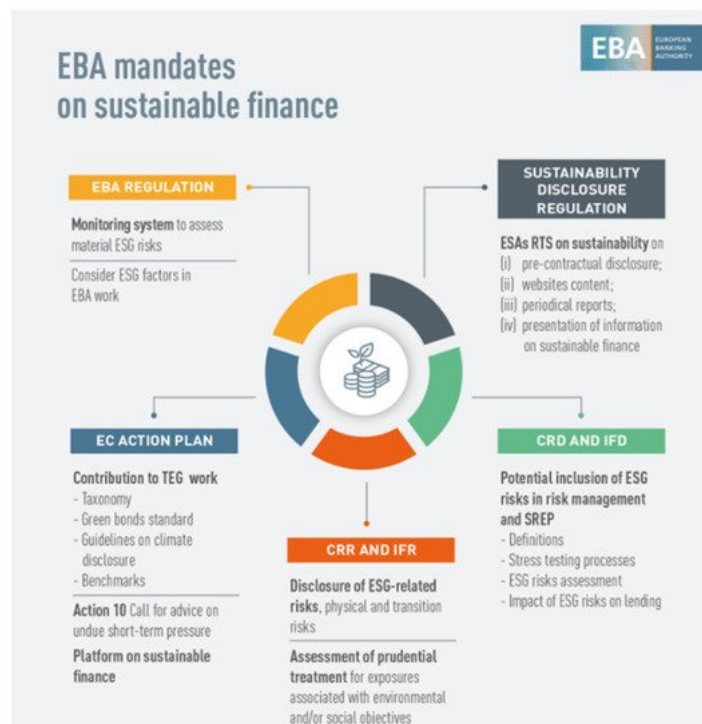 EBA mandates
on sustainable finance
EBA
EUROPEAN
BANKING
AUTHORITY
EBA REGULATION
Monitoring system to assess
material ESG risks
Consider ESG factors in
EBA work
SUSTAINABILITY
DISCLOSURE
REGULATION
ESAs RTS on sustainability on
(i) pre-contractual disclosure;
(ii) websites content;
(iii) periodical reports;
(iv) presentation of information
on sustainable finance
EC ACTION PLAN
Contribution to TEG work
- Taxonomy
- Green bonds standard
- Guidelines on climate
disclosure
- Benchmarks
Action 10 Call for advice on
undue short-term pressure
Platform on sustainable
finance
CRR AND IFR
Disclosure of ESG-related
risks, physical and transition
risks
Assessment of prudential
treatment for exposures
associated with environmental
and/or social objectives
CRD AND IFD
Potential inclusion of ESG
risks in risk management
and SREP
- Definitions
- Stress testing processes
- ESG risks assessment
- Impact of ESG risks on lending